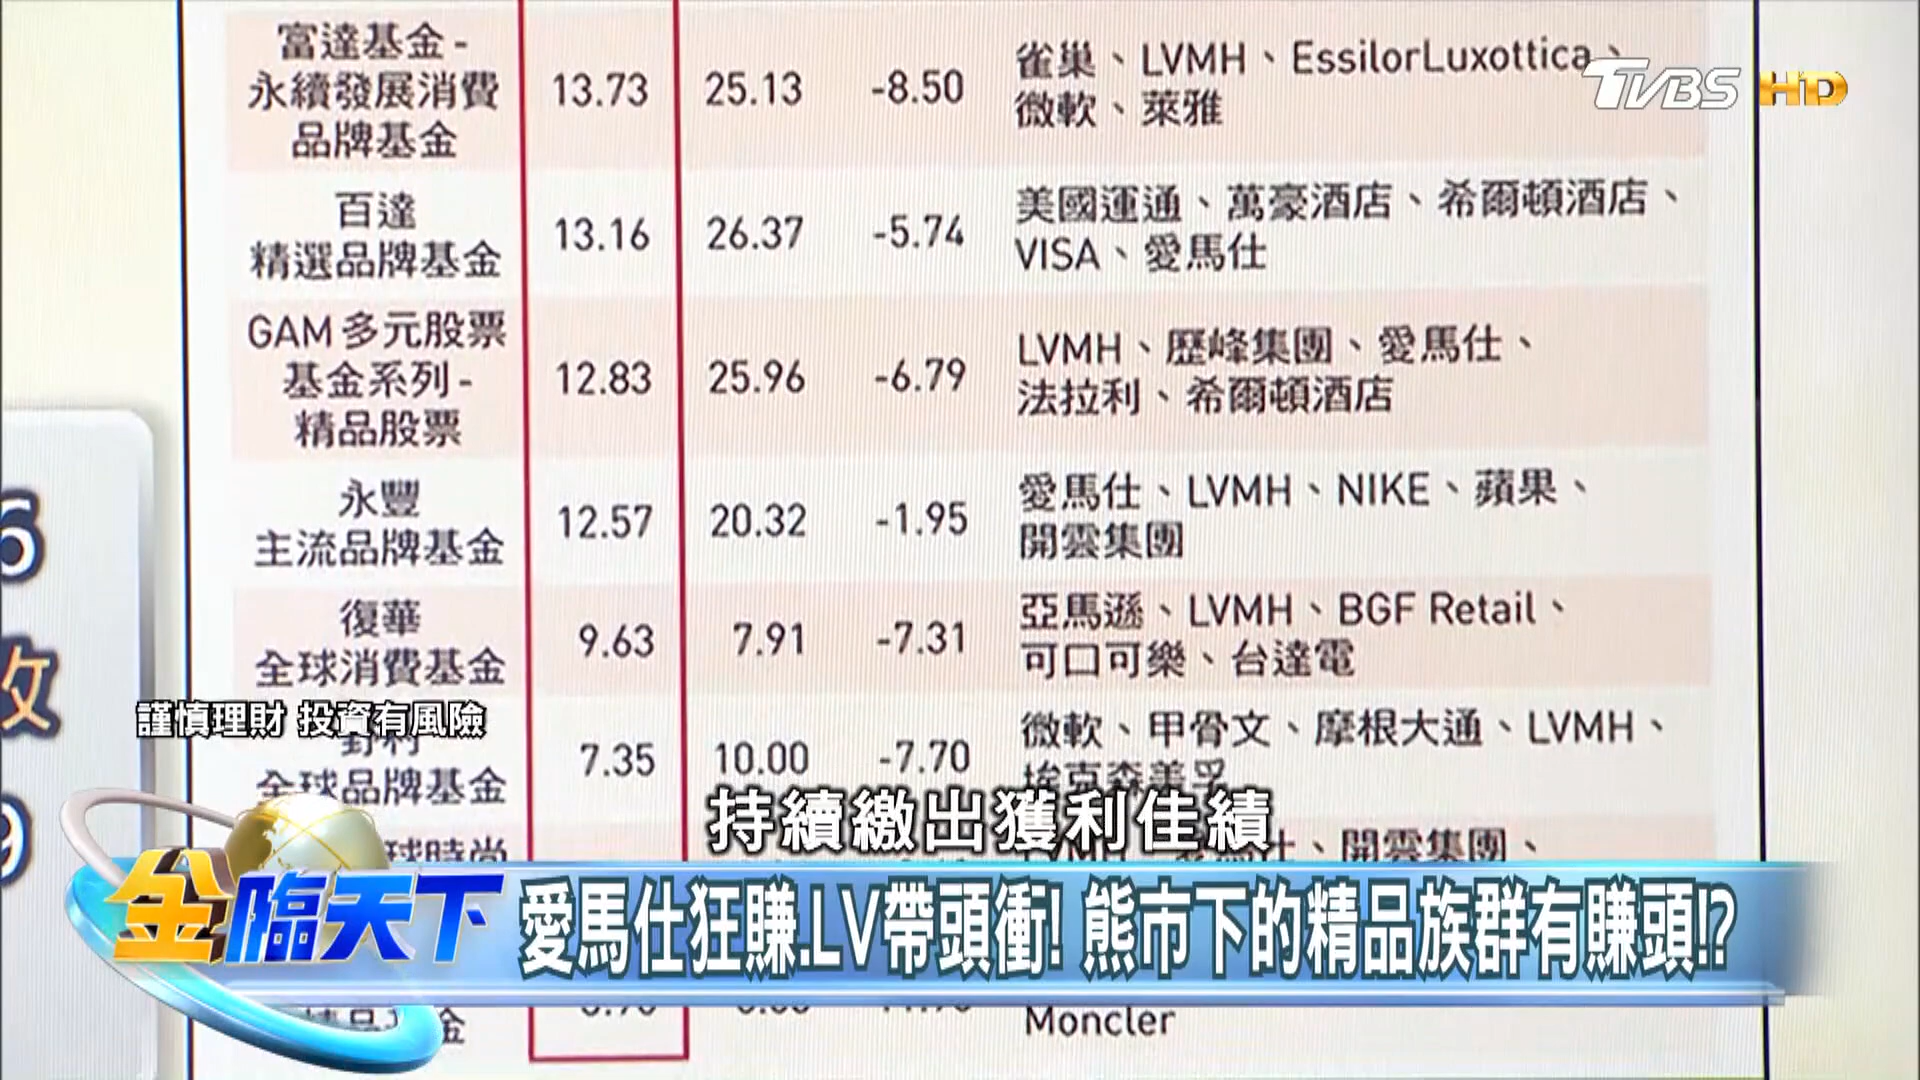 富達基金- 永續發展消費品牌基金 13.73 25.13 -8.50 雀巢、LVMH、EssilorLuxottica、
微軟、萊雅
TVBS HD
百達
精選品牌基金 13.16 26.37 -5.74 美國運通、萬豪酒店、希爾頓酒店、
VISA、愛馬仕
GAM 多元股票
基金系列-
精品股票 12.83 25.96 -6.79 LVMH、歷峰集團、愛馬仕、
法拉利、希爾頓酒店
永豐
主流品牌基金 12.57 20.32 -1.95 愛馬仕、LVMH、NIKE、蘋果、
開雲集團
復華
全球消費基金 9.63 7.91 -7.31 亞馬遜、LVMH、BGF Retail、
可口可樂、台達電
謹慎理財 投資有風險
全球品牌基金 7.35 10.00 -7.70 微軟、甲骨文、摩根大通、LVMH、
埃克森美孚
持續繳出獲利佳績
球時尚 開雲集團、
金臨天下
愛馬仕狂賺.LV帶頭衝! 熊市下的精品族群有賺頭!?
Moncler